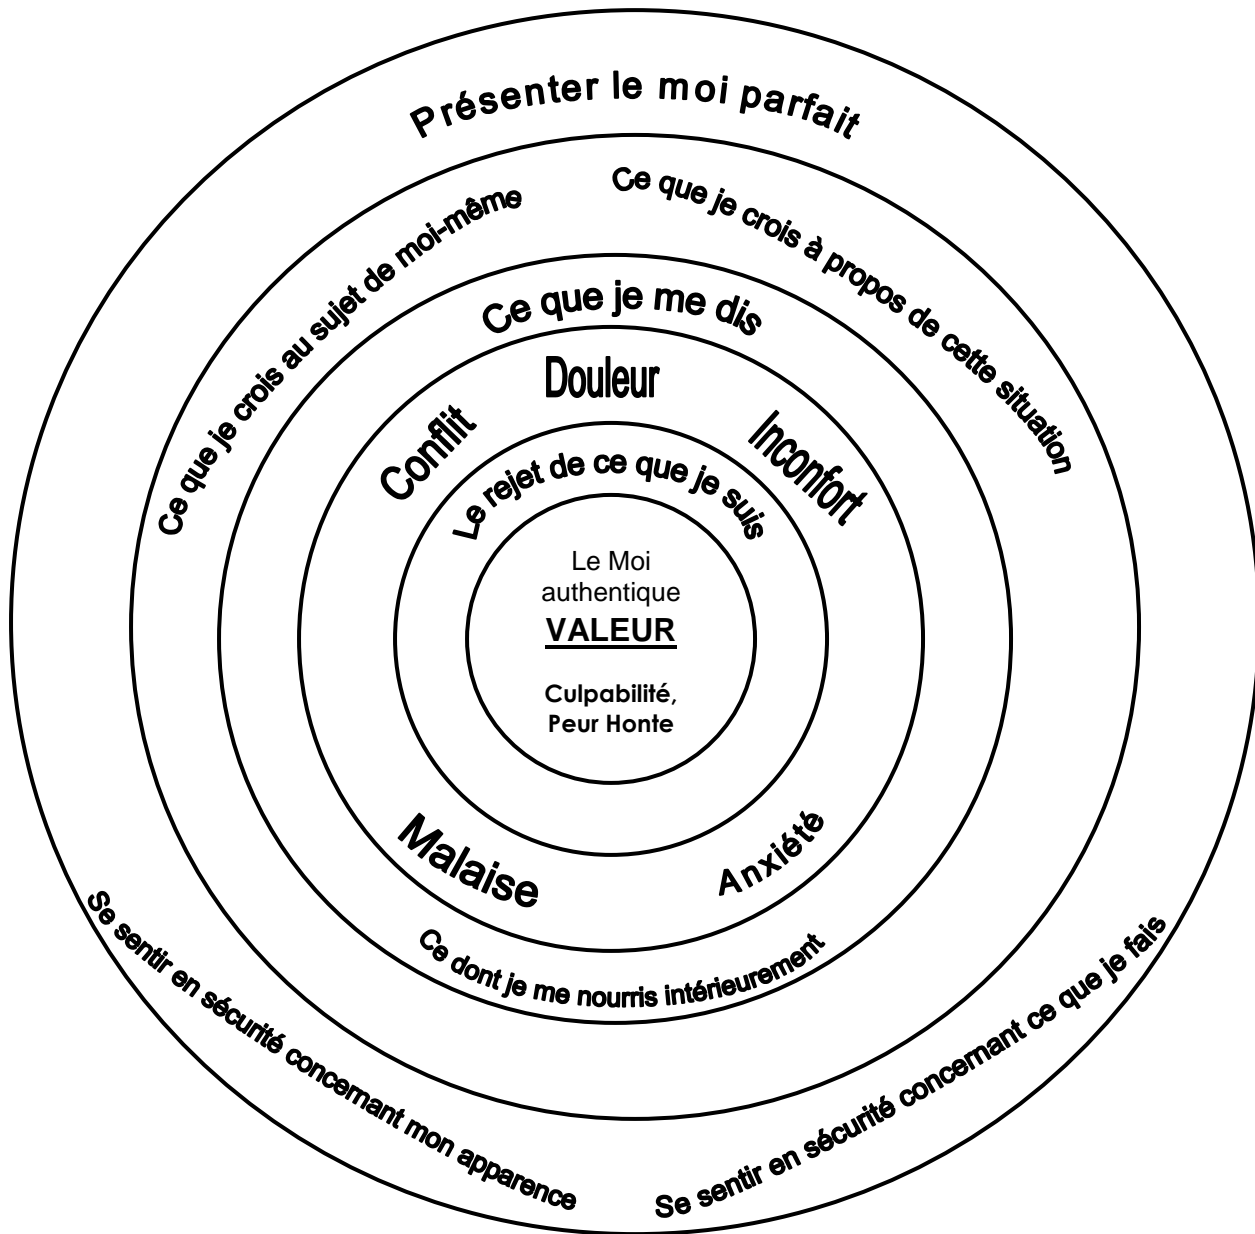 Présenter le moi parfait
Ce que je crois au sujet de moi-même
Ce que je crois à propos de cette situation
Ce que je me dis
Douleur
Conflit
Inconfort
Le rejet de ce que je suis
Le Moi
authentique
VALEUR
Culpabilité,
Peur Honte
Malaise
Anxiété
Ce dont je me nourris intérieurement
Se sentir en sécurité concernant mon apparence
Se sentir en sécurité concernant ce que je fais